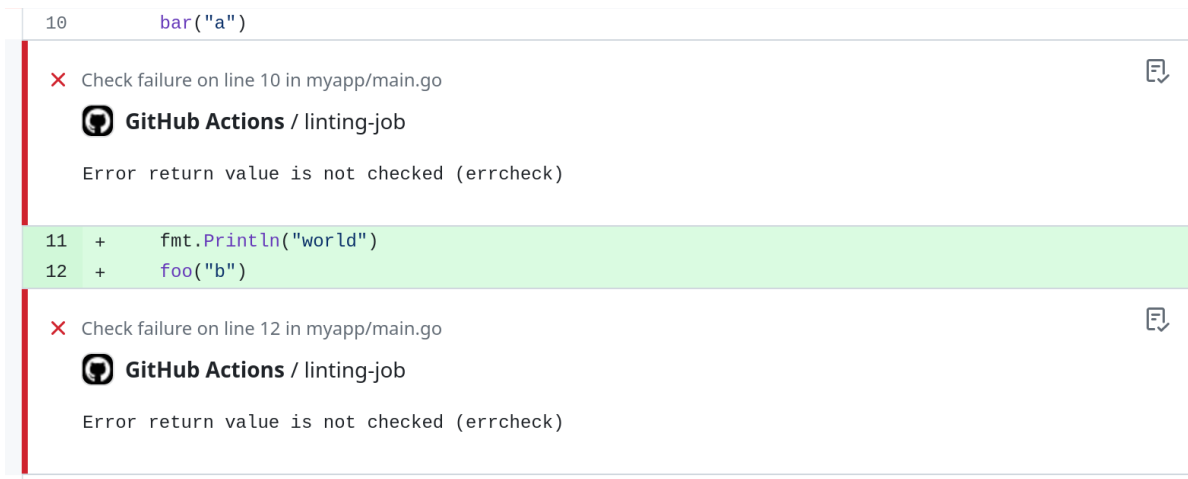 10 bar("a")
Check failure on line 10 in myapp/main.go
GitHub Actions / linting-job
Error return value is not checked (errcheck)
11 + fmt.Println("world")
12 + foo("b")
Check failure on line 12 in myapp/main.go
GitHub Actions / linting-job
Error return value is not checked (errcheck)